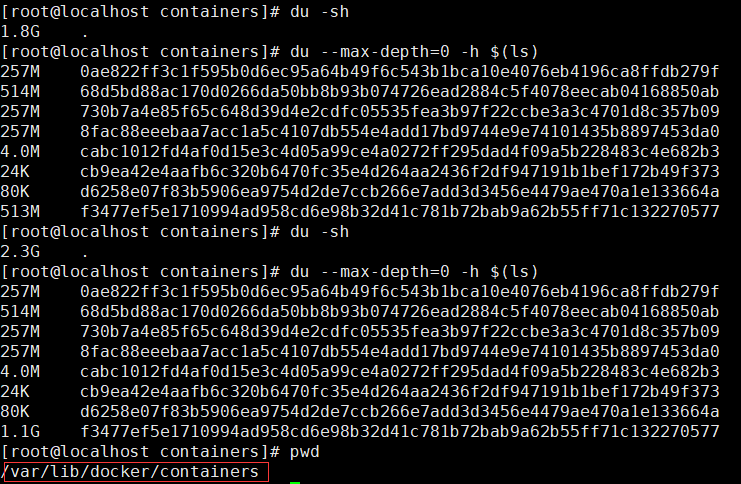 [root@localhost containers]# du -sh
1.8G    .
[root@localhost containers]# du --max-depth=0 -h $(ls)
257M    0ae822ff3c1f595b0d6ec95a64b49f6c543b1bca10e4076eb4196ca8ffdb279f
514M    68d5bd88ac170d0266da50bb8b93b074726ead2884c5f4078eecab04168850ab
257M    730b7a4e85f65c648d39d4e2cdfc05535fea3b97f22ccbe3a3c4701d8c357b09
257M    8fac88eeebaa7acc1a5c4107db554e4add17bd9744e9e74101435b8897453da0
4.0M    cabc1012fd4af0d15e3c4d05a99ce4a0272ff295dad4f09a5b228483c4e682b3
24K     cb9ea42e4aafb6c320b6470fc35e4d264aa2436f2df947191b1bef172b49f373
80K     d6258e07f83b5906ea9754d2de7ccb266e7add3d3456e4479ae470a1e133664a
513M    f3477ef5e1710994ad958cd6e98b32d41c781b72bab9a62b55ff71c132270577
[root@localhost containers]# du -sh
2.3G    .
[root@localhost containers]# du --max-depth=0 -h $(ls)
257M    0ae822ff3c1f595b0d6ec95a64b49f6c543b1bca10e4076eb4196ca8ffdb279f
514M    68d5bd88ac170d0266da50bb8b93b074726ead2884c5f4078eecab04168850ab
257M    730b7a4e85f65c648d39d4e2cdfc05535fea3b97f22ccbe3a3c4701d8c357b09
257M    8fac88eeebaa7acc1a5c4107db554e4add17bd9744e9e74101435b8897453da0
4.0M    cabc1012fd4af0d15e3c4d05a99ce4a0272ff295dad4f09a5b228483c4e682b3
24K     cb9ea42e4aafb6c320b6470fc35e4d264aa2436f2df947191b1bef172b49f373
80K     d6258e07f83b5906ea9754d2de7ccb266e7add3d3456e4479ae470a1e133664a
1.1G    f3477ef5e1710994ad958cd6e98b32d41c781b72bab9a62b55ff71c132270577
[root@localhost containers]# pwd
/var/lib/docker/containers